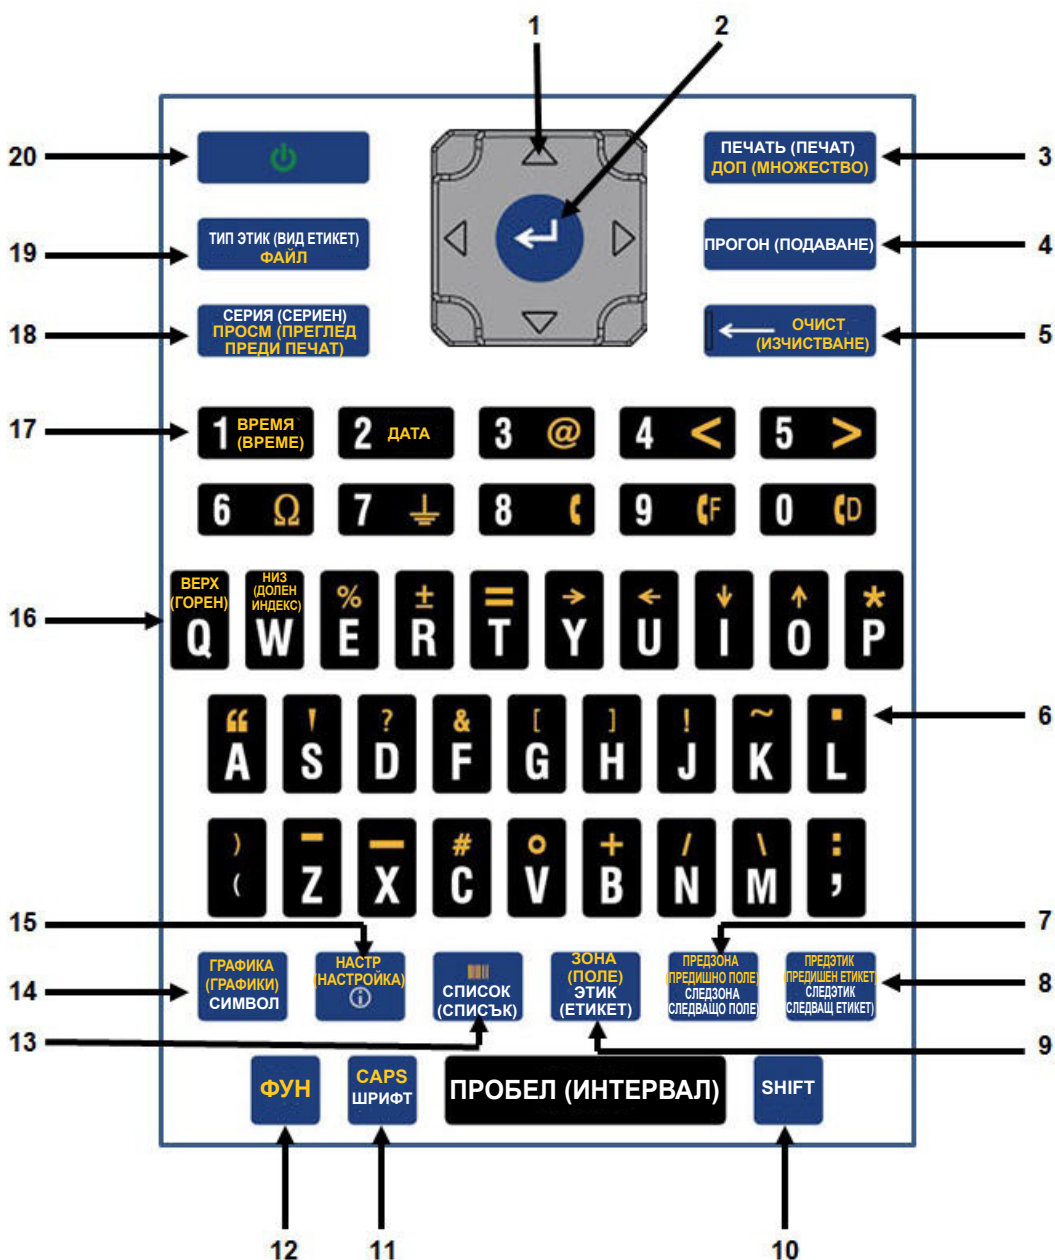 1 2
20
ПЕЧАТЬ (ПЕЧАТ)
ДОП (МНОЖЕСТВО)
3
19
ТИП ЭТИК (ВИД ЕТИКЕТ)
ФАЙЛ
ПРОГОН (ПОДАВАНЕ)
4
18
СЕРИЯ (СЕРИЕН)
ПРОСМ (ПРЕГЛЕД
ПРЕДИ ПЕЧАТ)
ОЧИСТ
(ИЗЧИСТВАНЕ)
5
17
1 ВРЕМЯ
(ВРЕМЕ)
2 ДАТА
3 @
4 <
5 >
6 Ω
7 ⏚
8
9 F
0 D
16
ВЕРХ
(ГОРЕН)
Q
НИЗ
(ДОЛЕН
ИНДЕКС)
W
%
E
±
R
=
T
→
Y
←
U
↓
I
↑
O
*
P
6
“
A
'
S
?
D
&
F
[
G
]
H
!
J
~
K
.
L
)
(
-
Z
—
X
#
C
°
V
+
B
/
N
\
M
:
,
15
7
14
ГРАФИКА
(ГРАФИКИ)
СИМВОЛ
НАСТР
(НАСТРОЙКА)
СПИСОК
(СПИСЪК)
ЗОНА
(ПОЛЕ)
ЭТИК
(ЕТИКЕТ)
ПРЕДЗОНА
(ПРЕДИШНО ПОЛЕ)
СЛЕДЗОНА
СЛЕДВАЩО ПОЛЕ)
ПРЕДЭТИК
(ПРЕДИШЕН ЕТИКЕТ)
СЛЕДЭТИК
СЛЕДВАЩ ЕТИКЕТ)
8
13
9
ФУН
CAPS
ШРИФТ
ПРОБЕЛ (ИНТЕРВАЛ)
SHIFT
12 11 10